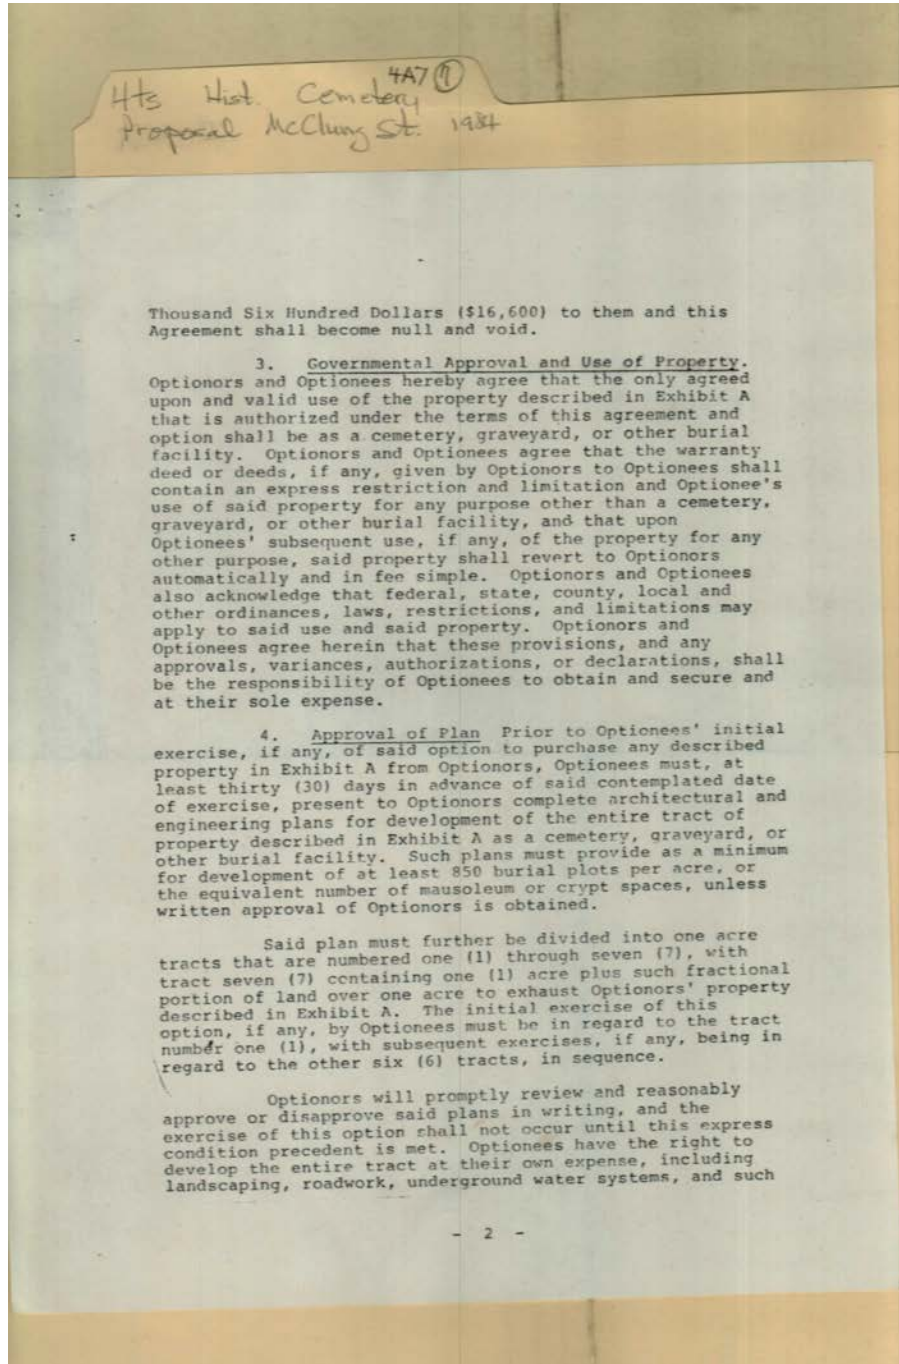 4A7 7
Hts Hist. Cemetery
Proposal McClung St. 1984
Thousand Six Hundred Dollars ($16,600) to them and this
Agreement shall become null and void.
3. Governmental Approval and Use of Property.
Optionors and Optionees hereby agree that the only agreed
upon and valid use of the property described in Exhibit A
that is authorized under the terms of this agreement and
option shall be as a cemetery, graveyard, or other burial
facility. Optionors and Optionees agree that the warranty
deed or deeds, if any, given by Optionors to Optionees shall
contain an express restriction and limitation and Optionee's
use of said property for any purpose other than a cemetery,
graveyard, or other burial facility, and that upon
Optionees' subsequent use, if any, of the property for any
other purpose, said property shall revert to Optionors
automatically and in fee simple. Optionors and Optionees
also acknowledge that federal, state, county, local and
other ordinances, laws, restrictions, and limitations may
apply to said use and said property. Optionors and
Optionees agree herein that these provisions, and any
approvals, variances, authorizations, or declarations, shall
be the responsibility of Optionees to obtain and secure and
at their sole expense.
4. Approval of Plan Prior to Optionees' initial
exercise, if any, of said option to purchase any described
property in Exhibit A from Optionors, Optionees must, at
least thirty (30) days in advance of said contemplated date
of exercise, present to Optionors complete architectural and
engineering plans for development of the entire tract of
property described in Exhibit A as a cemetery, graveyard, or
other burial facility. Such plans must provide as a minimum
for development of at least 850 burial plots per acre, or
the equivalent number of mausoleum or crypt spaces, unless
written approval of Optionors is obtained.
Said plan must further be divided into one acre
tracts that are numbered one (1) through seven (7), with
tract seven (7) containing one (1) acre plus such fractional
portion of land over one acre to exhaust Optionors' property
described in Exhibit A. The initial exercise of this
option, if any, by Optionees must be in regard to the tract
number one (1), with subsequent exercises, if any, being in
regard to the other six (6) tracts, in sequence.
Optionors will promptly review and reasonably
approve or disapprove said plans in writing, and the
exercise of this option shall not occur until this express
condition precedent is met. Optionees have the right to
develop the entire tract at their own expense, including
landscaping, roadwork, underground water systems, and such
- 2 -